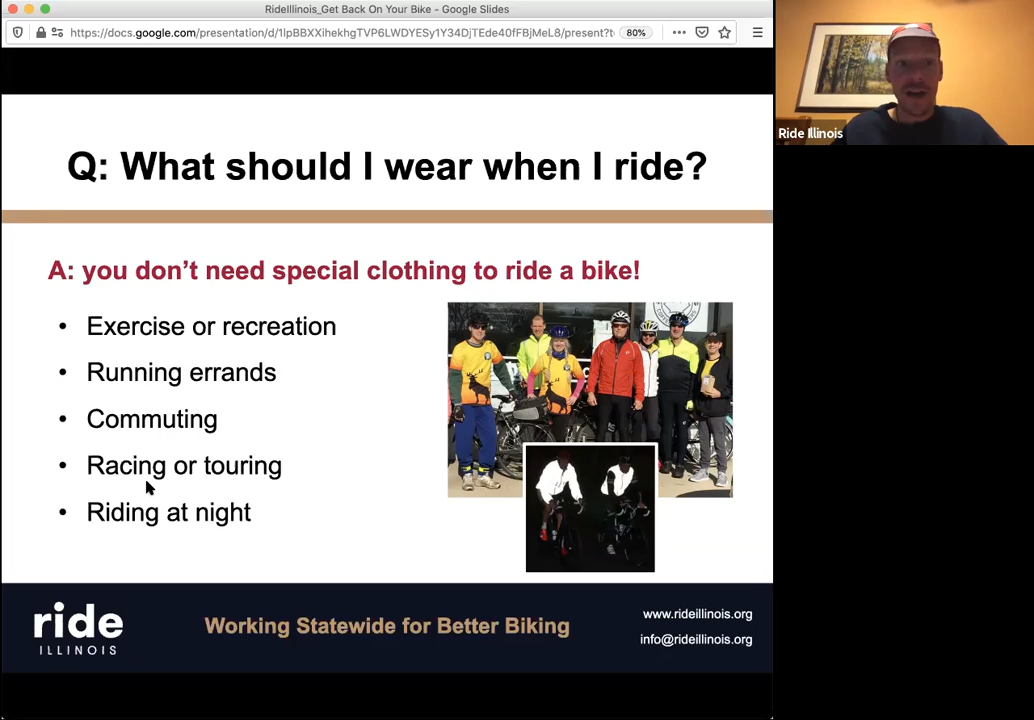 RideIllinois_Get Back On Your Bike - Google Slides
https://docs.google.com/presentation/d/1lpBBXXihekhgTVP6LWDYESy1Y34DjTEde40fFBjMeL8/present?t
80%
Ride Illinois
Q: What should I wear when I ride?
A: you don't need special clothing to ride a bike!
• Exercise or recreation
• Running errands
• Commuting
• Racing or touring
• Riding at night
ride
ILLINOIS
Working Statewide for Better Biking
www.rideillinois.org
info@rideillinois.org